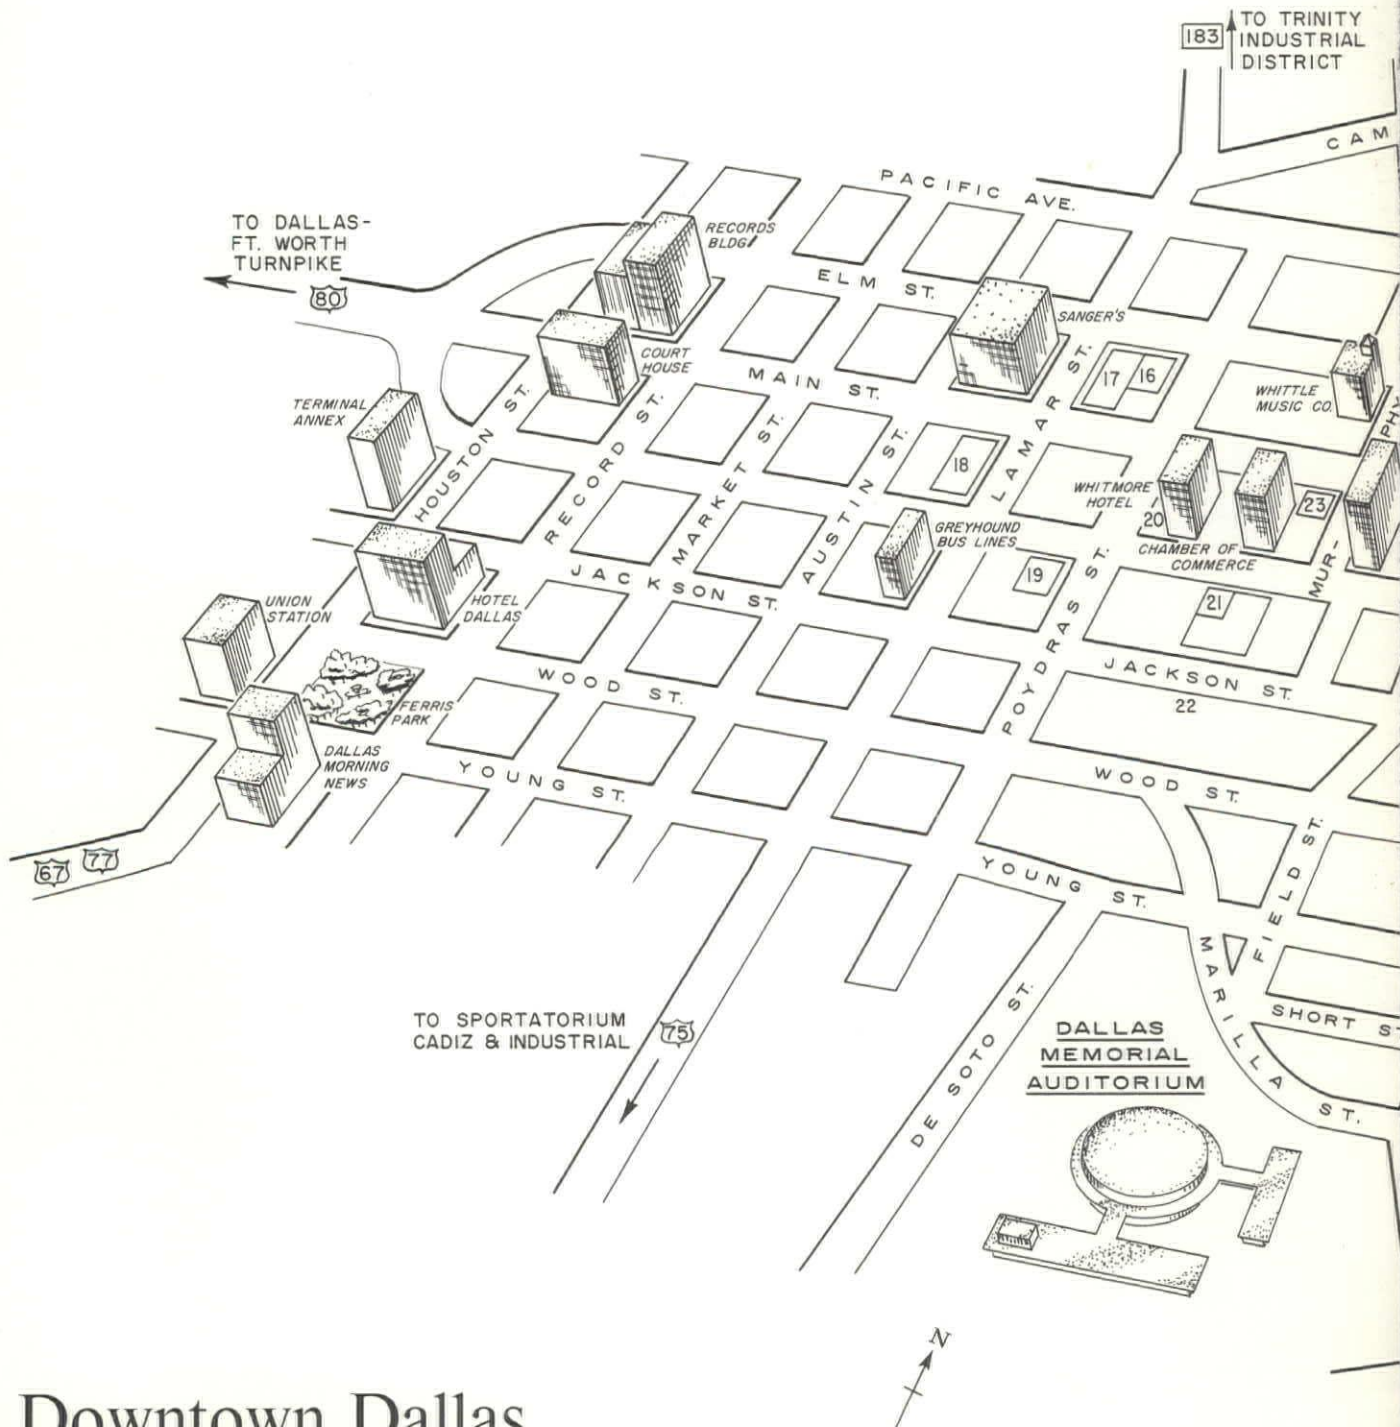 183
TO TRINITY
INDUSTRIAL
DISTRICT
CAM
PACIFIC AVE.
TO DALLAS-
FT. WORTH
TURNPIKE
80
RECORDS
BLDG.
ELM ST.
SANGER'S
COURT
HOUSE
MAIN ST.
17
16
WHITTLE
MUSIC CO.
TERMINAL
ANNEX
HOUSTON ST.
RECORD ST.
MARKET ST.
AUSTIN ST.
LAMAR ST.
PHY
18
WHITMORE
HOTEL
20
23
GREYHOUND
BUS LINES
CHAMBER OF
COMMERCE
MUR-
19
21
JACKSON ST.
UNION
STATION
HOTEL
DALLAS
POYDRAS ST.
JACKSON ST.
22
WOOD ST.
FERRIS
PARK
DALLAS
MORNING
NEWS
YOUNG ST.
WOOD ST.
67
77
YOUNG ST.
FIELD ST.
MARILLA ST.
SHORT ST
TO SPORTATORIUM
CADIZ & INDUSTRIAL
75
DE SOTO ST.
DALLAS
MEMORIAL
AUDITORIUM
N
Downtown Dallas